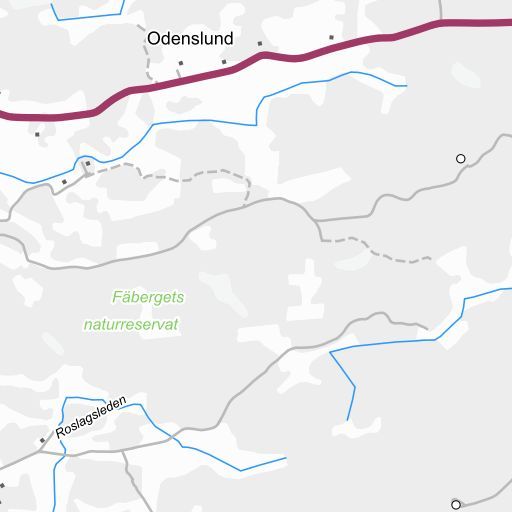 Odenslund
Fäbergets
naturreservat
Roslagsleden